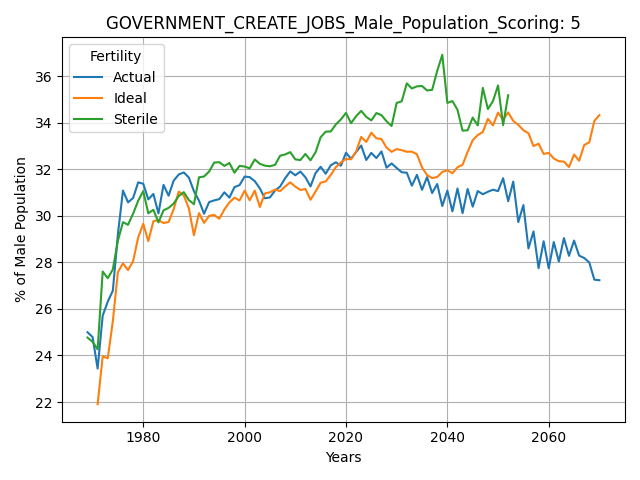 GOVERNMENT_CREATE_JOBS_Male_Population_Scoring: 5
Fertility
Actual
Ideal
Sterile
% of Male Population
36
34
32
30
28
26
24
22
1980
2000
2020
2040
2060
Years